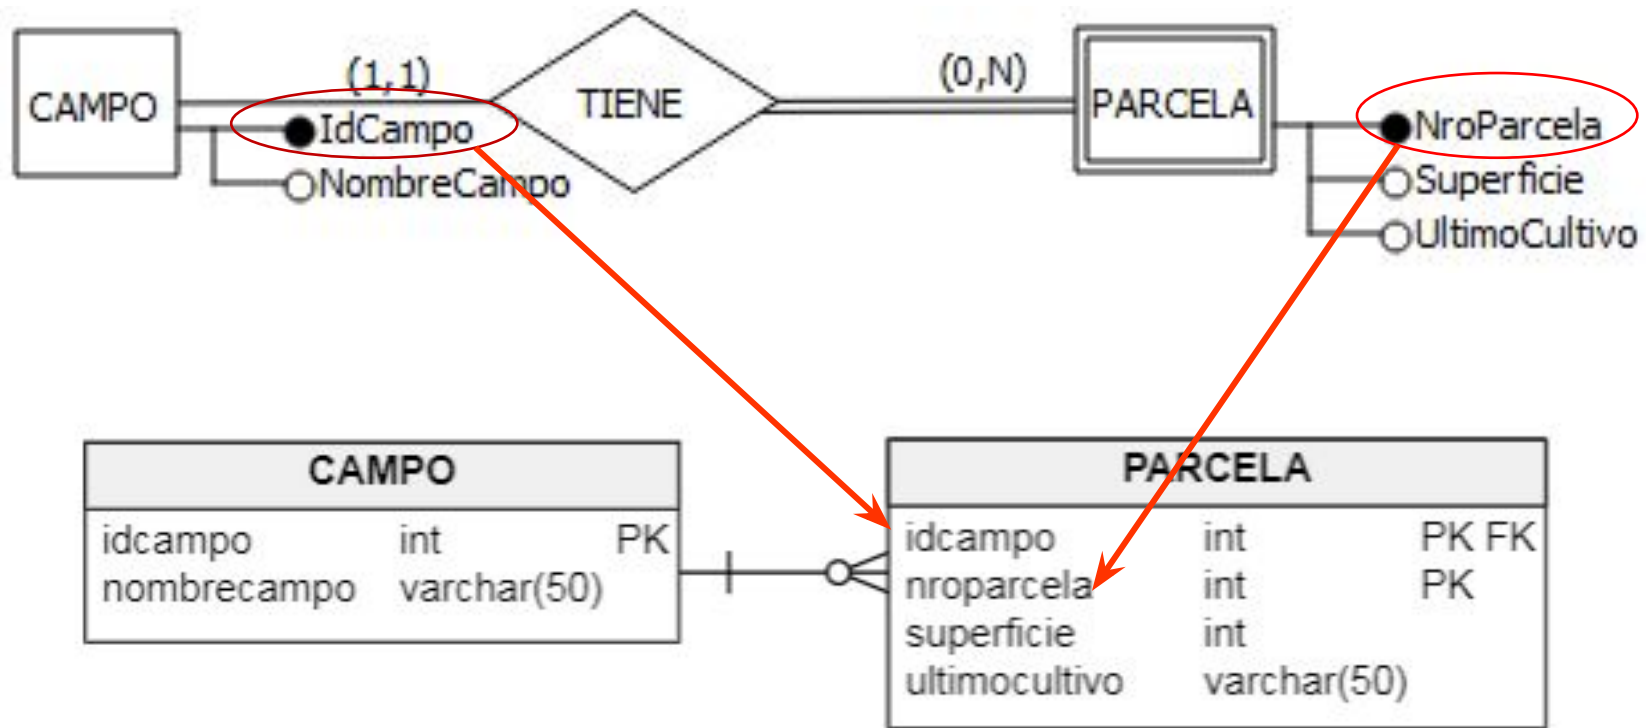 CAMPO
(1,1)
TIENE
(0,N)
PARCELA
IdCampo
NombreCampo
NroParcela
Superficie
UltimoCultivo
CAMPO
idcampo int PK
nombrecampo varchar(50)
PARCELA
idcampo int PK FK
nroparcela int PK
superficie int
ultimocultivo varchar(50)